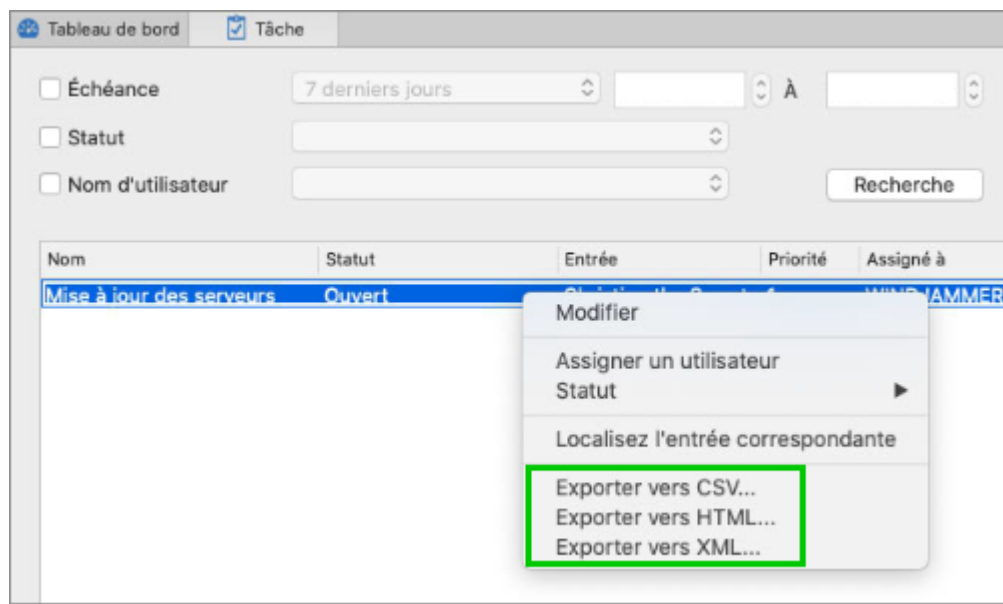 Tableau de bord Tâche
Échéance 7 derniers jours À
Statut
Nom d'utilisateur Recherche
Nom Statut Entrée Priorité Assigné à
Mise à jour des serveurs Ouvert
Modifier
Assigner un utilisateur
Statut
Localisez l'entrée correspondante
Exporter vers CSV...
Exporter vers HTML...
Exporter vers XML...